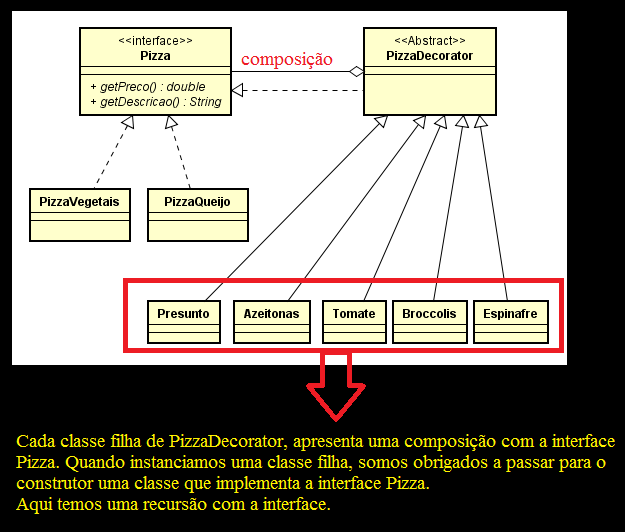 <<interface>>
Pizza
+ getPreco() : double
+ getDescricao() : String
composição
<<Abstract>>
PizzaDecorator
PizzaVegetais
PizzaQueijo
Presunto
Azeitonas
Tomate
Broccolis
Espinafre
Cada classe filha de PizzaDecorator, apresenta uma composição com a interface
Pizza. Quando instanciamos uma classe filha, somos obrigados a passar para o
construtor uma classe que implementa a interface Pizza.
Aqui temos uma recursão com a interface.